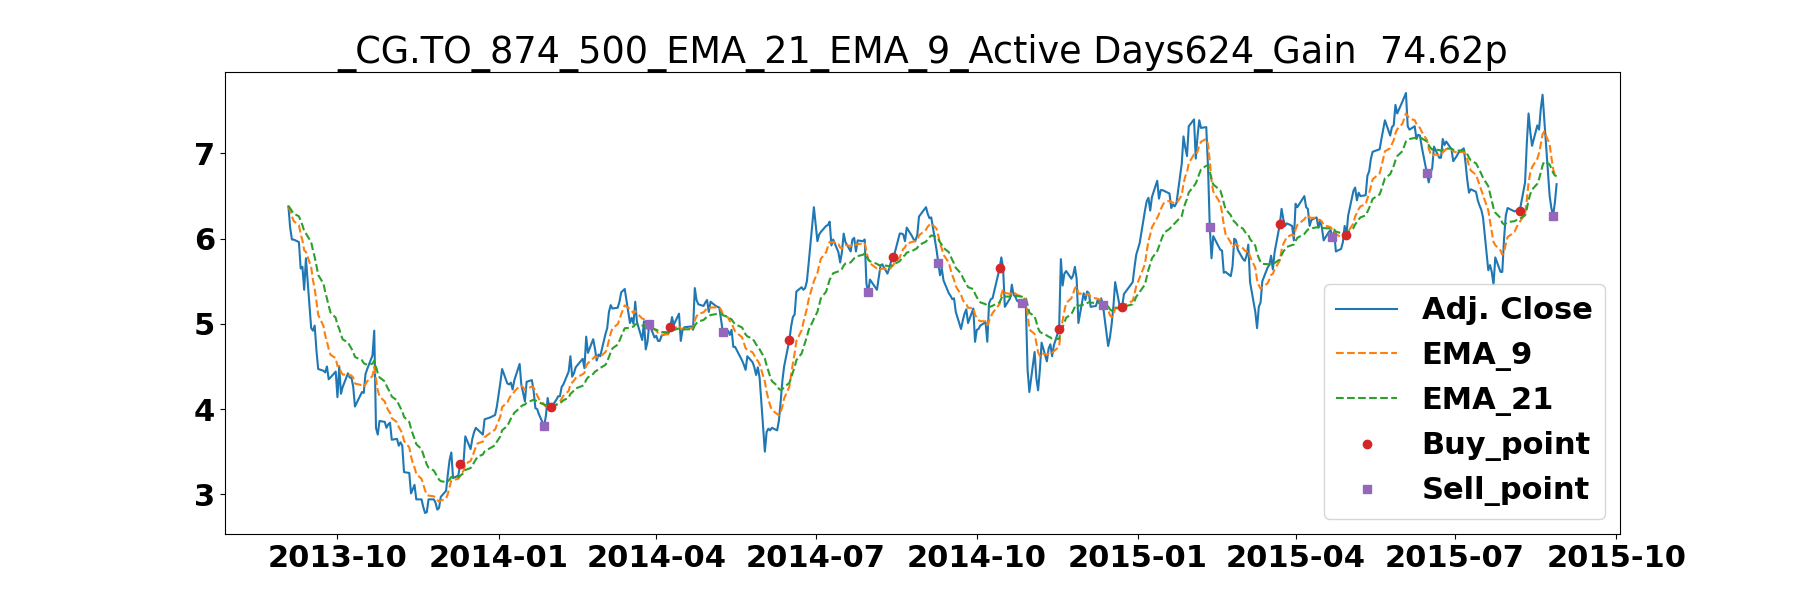 _CG.TO_874_500_EMA_21_EMA_9_Active Days624_Gain  74.62p
7
6
5
4
3
Adj. Close
EMA_9
EMA_21
Buy_point
Sell_point
2013-10 2014-01 2014-04 2014-07 2014-10 2015-01 2015-04 2015-07 2015-10